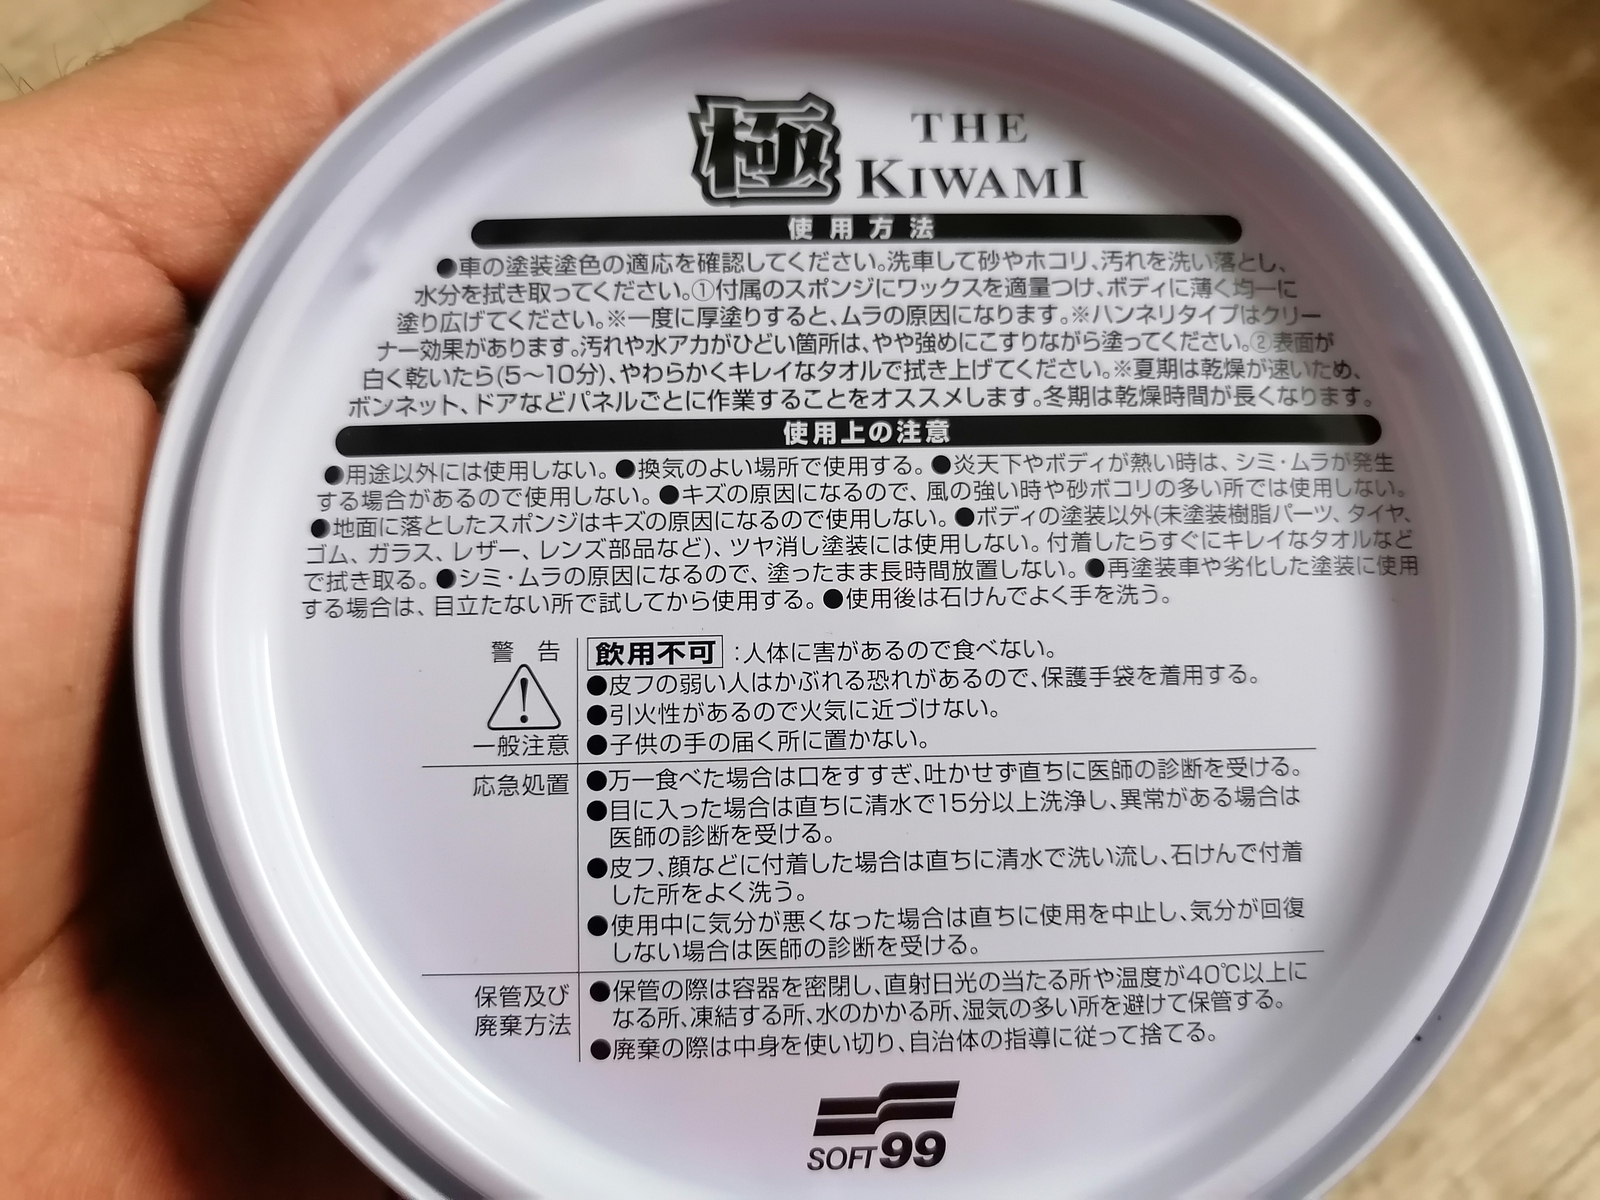 極 THE KIWAMI
使用方法
●車の塗装塗色の適応を確認してください。洗車して砂やホコリ、汚れを洗い落とし、
水分を拭き取ってください。①付属のスポンジにワックスを適量つけ、ボディに薄く均一に
塗り広げてください。※一度に厚塗りすると、ムラの原因になります。※ハンネリタイプはクリー
ナー効果があります。汚れや水アカがひどい箇所は、やや強めにこすりながら塗ってください。②表面が
白く乾いたら(5〜10分)、やわらかくキレイなタオルで拭き上げてください。※夏期は乾燥が速いため、
ボンネット、ドアなどパネルごとに作業することをオススメします。冬期は乾燥時間が長くなります。
使用上の注意
●用途以外には使用しない。●換気のよい場所で使用する。●炎天下やボディが熱い時は、シミ・ムラが発生
する場合があるので使用しない。●キズの原因になるので、風の強い時や砂ボコリの多い所では使用しない。
●地面に落としたスポンジはキズの原因になるので使用しない。●ボディの塗装以外(未塗装樹脂パーツ、タイヤ、
ゴム、ガラス、レザー、レンズ部品など)、ツヤ消し塗装には使用しない。付着したらすぐにキレイなタオルなど
で拭き取る。●シミ・ムラの原因になるので、塗ったまま長時間放置しない。●再塗装車や劣化した塗装に使用
する場合は、目立たない所で試してから使用する。●使用後は石けんでよく手を洗う。
警告
一般注意
飲用不可:人体に害があるので食べない。
●皮フの弱い人はかぶれる恐れがあるので、保護手袋を着用する。
●引火性があるので火気に近づけない。
●子供の手の届く所に置かない。
応急処置
●万一食べた場合は口をすすぎ、吐かせず直ちに医師の診断を受ける。
●目に入った場合は直ちに清水で15分以上洗浄し、異常がある場合は
医師の診断を受ける。
●皮フ、顔などに付着した場合は直ちに清水で洗い流し、石けんで付着
した所をよく洗う。
●使用中に気分が悪くなった場合は直ちに使用を中止し、気分が回復
しない場合は医師の診断を受ける。
保管及び
廃棄方法
●保管の際は容器を密閉し、直射日光の当たる所や温度が40℃以上に
なる所、凍結する所、水のかかる所、湿気の多い所を避けて保管する。
●廃棄の際は中身を使い切り、自治体の指導に従って捨てる。
SOFT99